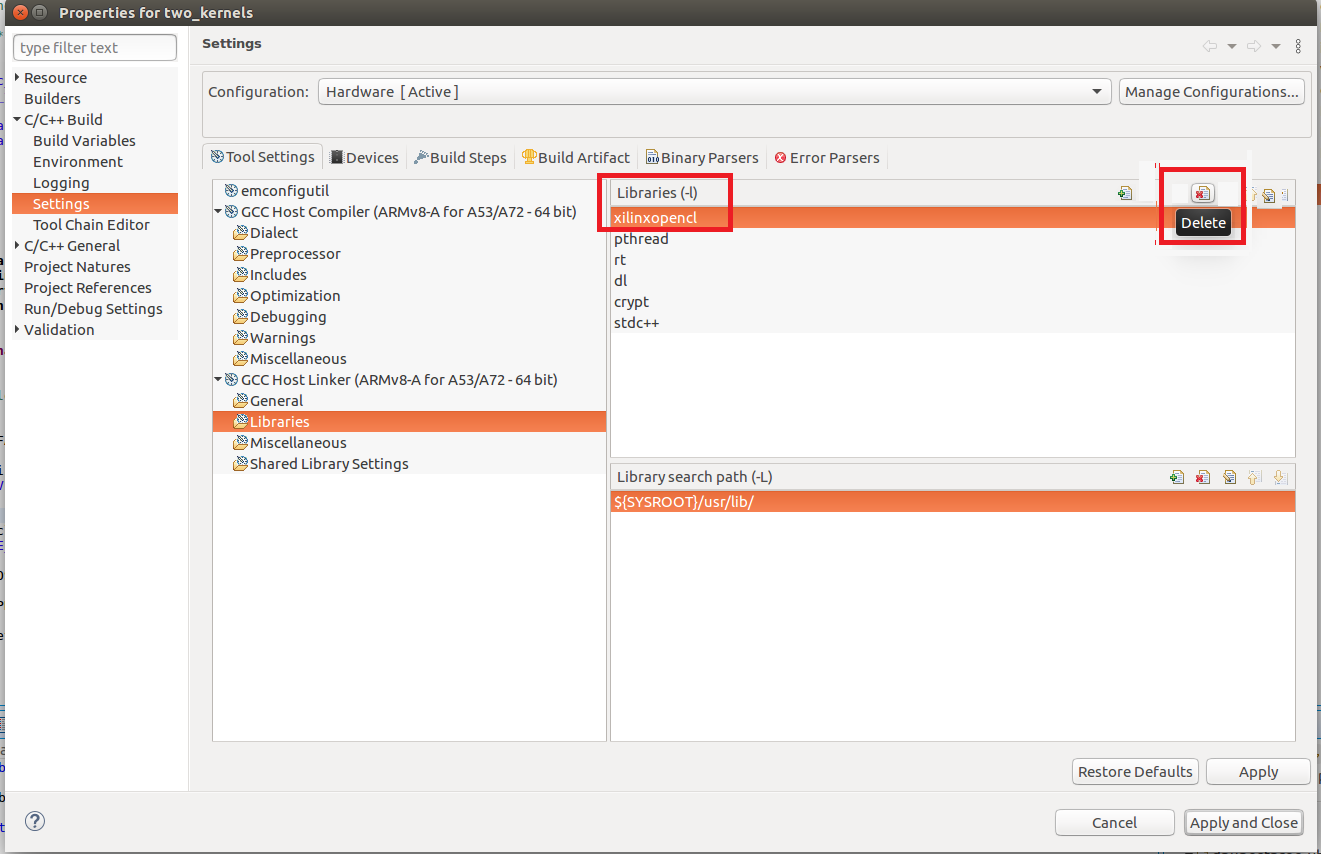 Properties for two_kernels
type filter text
Resource
Builders
C/C++ Build
Build Variables
Environment
Logging
Settings
Tool Chain Editor
C/C++ General
Project Natures
Project References
Run/Debug Settings
Validation
Settings
Configuration: Hardware [ Active ] Manage Configurations...
Tool Settings Devices Build Steps Build Artifact Binary Parsers Error Parsers
emconfigutil
GCC Host Compiler (ARMv8-A for A53/A72 - 64 bit)
Dialect
Preprocessor
Includes
Optimization
Debugging
Warnings
Miscellaneous
GCC Host Linker (ARMv8-A for A53/A72 - 64 bit)
General
Libraries
Miscellaneous
Shared Library Settings
Libraries (-l)
xilinxopencl
Delete
pthread
rt
dl
crypt
stdc++
Library search path (-L)
${SYSROOT}/usr/lib/
Restore Defaults Apply
Cancel Apply and Close